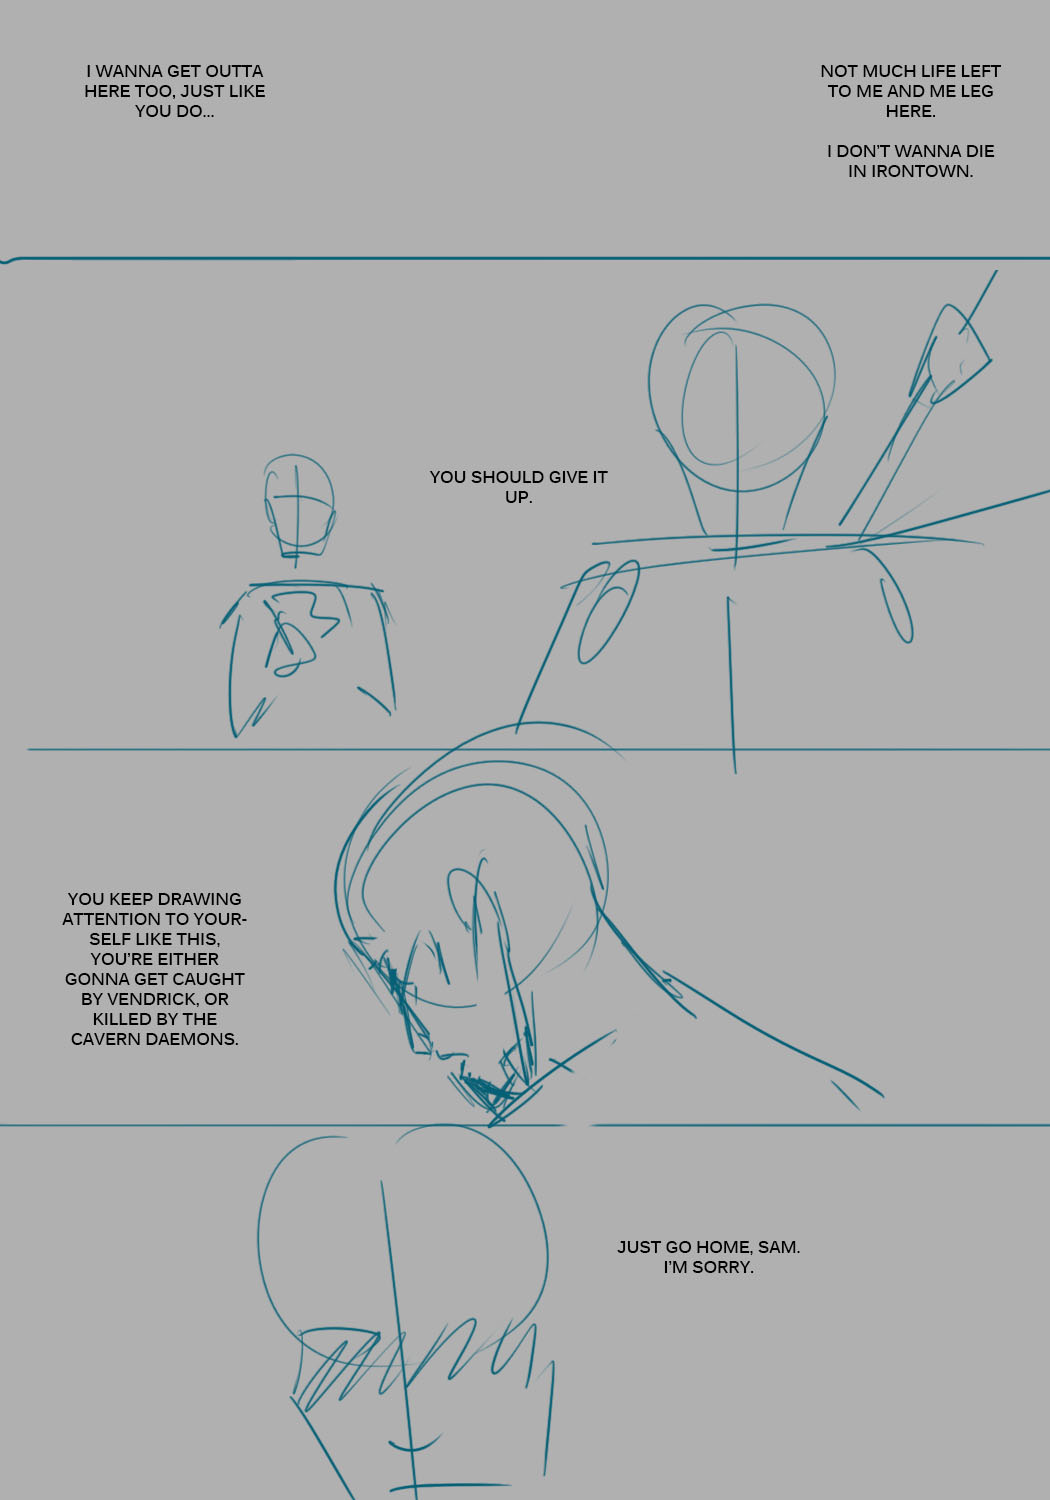 I WANNA GET OUTTA
HERE TOO, JUST LIKE
YOU DO...
NOT MUCH LIFE LEFT
TO ME AND ME LEG
HERE.
I DON'T WANNA DIE
IN IRONTOWN.
YOU SHOULD GIVE IT
UP.
YOU KEEP DRAWING
ATTENTION TO YOUR-
SELF LIKE THIS,
YOU'RE EITHER
GONNA GET CAUGHT
BY VENDRICK, OR
KILLED BY THE
CAVERN DAEMONS.
JUST GO HOME, SAM.
I'M SORRY.